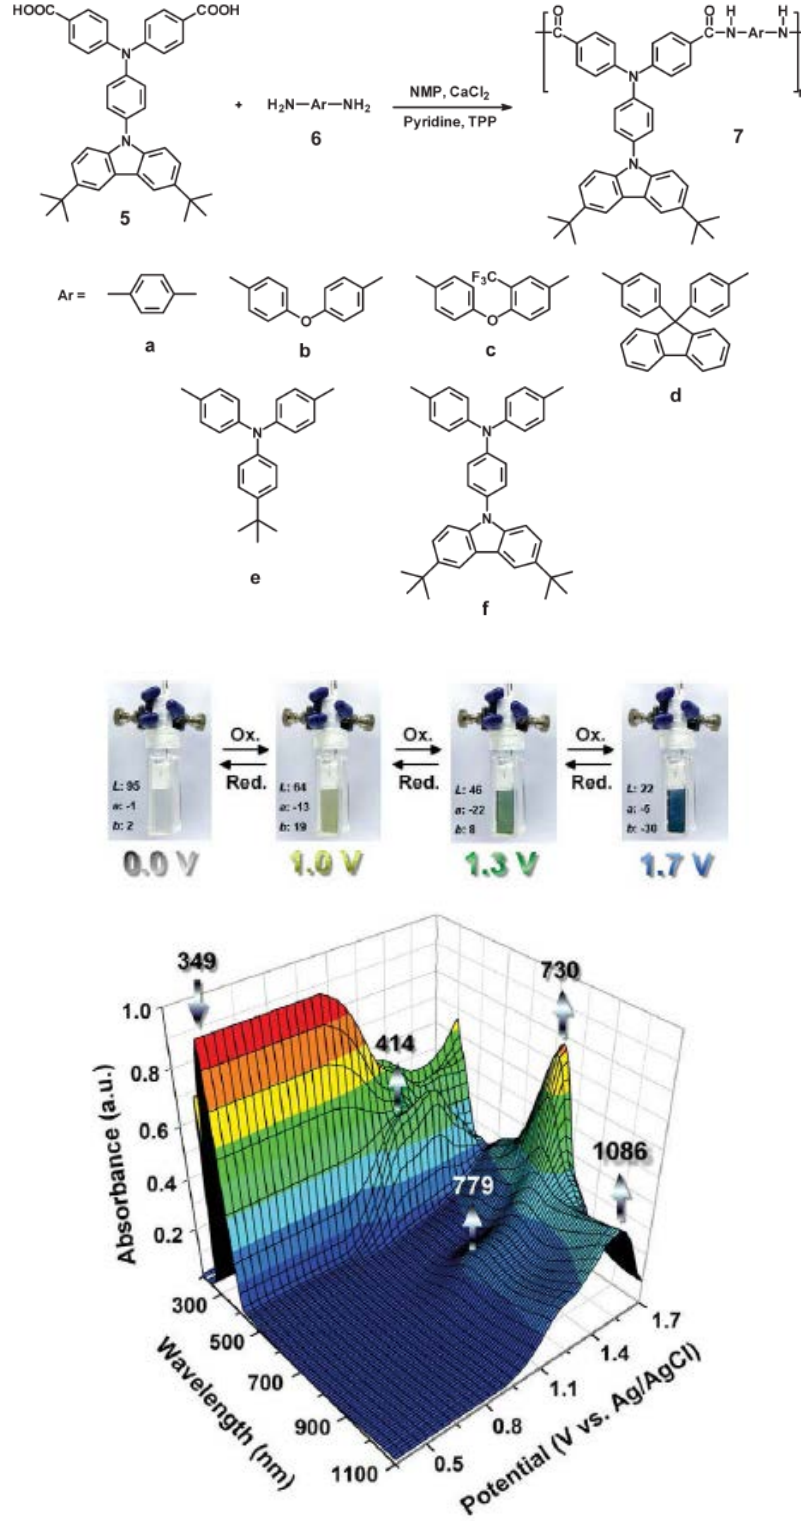 HOOC COOH
N
+ H₂N–Ar–NH₂
6
NMP, CaCl₂
Pyridine, TPP
N
5
O O H H
C C–N–Ar–N
N
N
7
Ar =
a
O
b
F₃C
O
c
d
N
e
N
N
f
Ox.
Red.
Ox.
Red.
Ox.
Red.
L: 95
a: -1
b: 2
L: 64
a: -13
b: 19
L: 46
a: -22
b: 8
L: 22
a: -5
b: -30
0.0 V 1.0 V 1.3 V 1.7 V
349
414
730
779
1086
Absorbance (a.u.)
1.0
0.8
0.6
0.4
0.2
Wavelength (nm)
300
500
700
900
1100
Potential (V vs. Ag/AgCl)
0.5
0.8
1.1
1.4
1.7